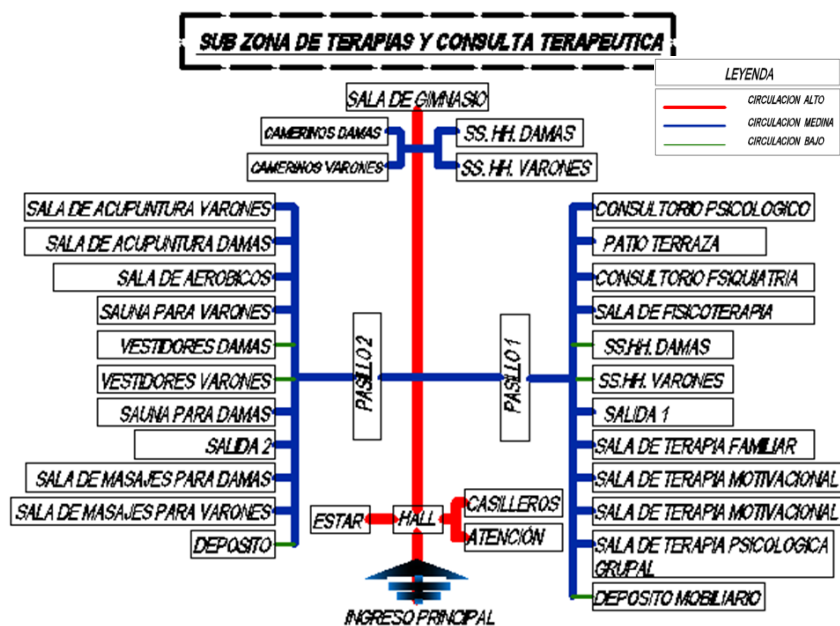 SUB ZONA DE TERAPIAS Y CONSULTA TERAPEUTICA
LEYENDA
CIRCULACION ALTO
CIRCULACION MEDINA
CIRCULACION BAJO
SALA DE GIMNASIO
CAMERINOS DAMAS
SS.HH. DAMAS
CAMERINOS VARONES
SS.HH. VARONES
SALA DE ACUPUNTURA VARONES
SALA DE ACUPUNTURA DAMAS
SALA DE AEROBICOS
SAUNA PARA VARONES
VESTIDORES DAMAS
VESTIDORES VARONES
SAUNA PARA DAMAS
SALIDA 2
SALA DE MASAJES PARA DAMAS
SALA DE MASAJES PARA VARONES
DEPOSITO
PASILLO 2
PASILLO 1
CONSULTORIO PSICOLOGICO
PATIO TERRAZA
CONSULTORIO FSIQUIATRIA
SALA DE FISICOTERAPIA
SS.HH. DAMAS
SS.HH. VARONES
SALIDA 1
SALA DE TERAPIA FAMILIAR
SALA DE TERAPIA MOTIVACIONAL
SALA DE TERAPIA MOTIVACIONAL
SALA DE TERAPIA PSICOLOGICA
GRUPAL
DEPOSITO MOBILIARIO
ESTAR
HALL
CASILLEROS
ATENCIÓN
INGRESO PRINCIPAL